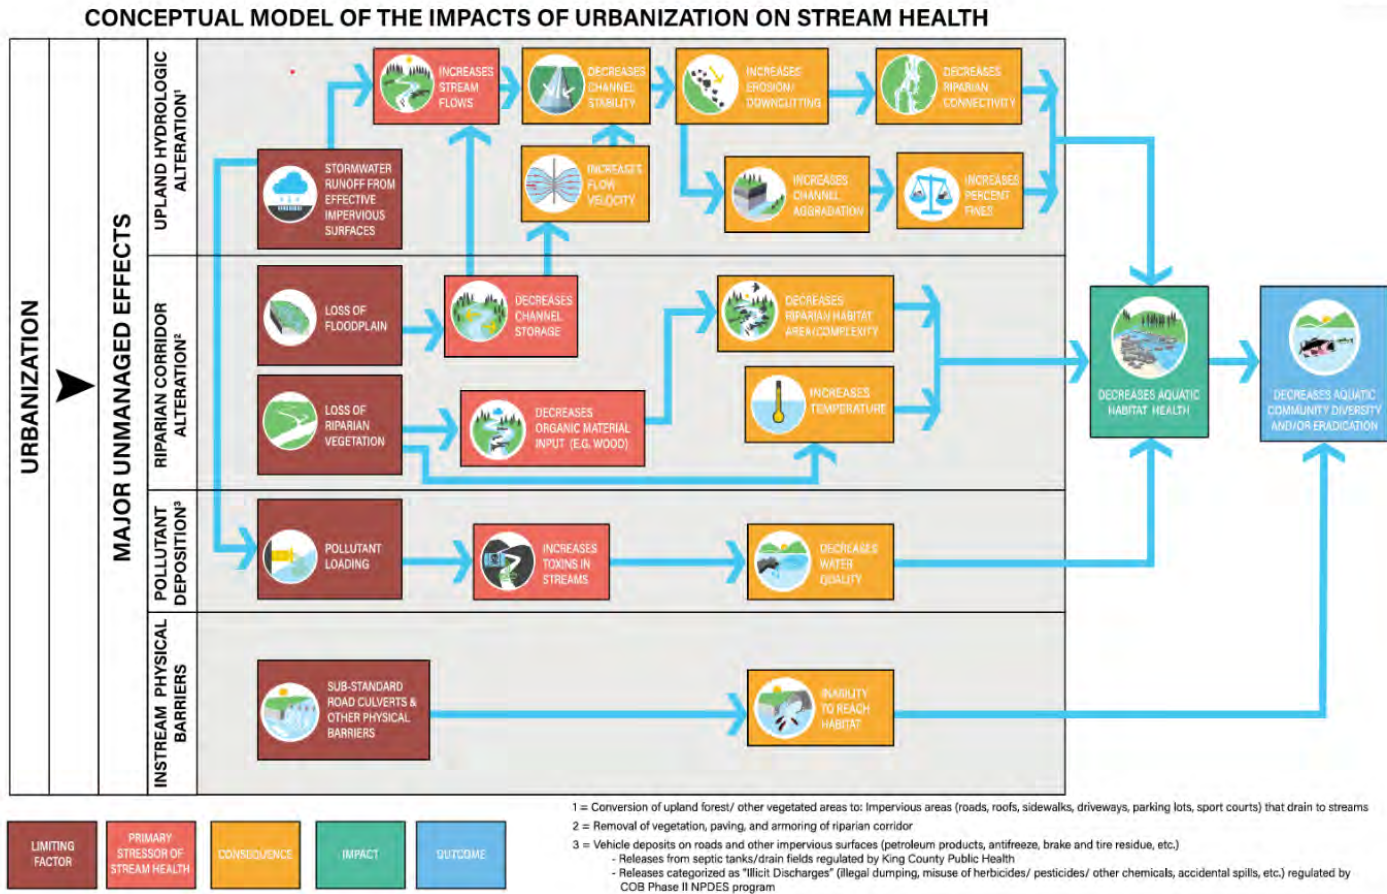 CONCEPTUAL MODEL OF THE IMPACTS OF URBANIZATION ON STREAM HEALTH
URBANIZATION
MAJOR UNMANAGED EFFECTS
UPLAND HYDROLOGIC
ALTERATION¹
INCREASES
STREAM
FLOWS
DECREASES
CHANNEL
STABILITY
INCREASES
EROSION/
DOWNCUTTING
DECREASES
RIPARIAN
CONNECTIVITY
STORMWATER
RUNOFF FROM
EFFECTIVE
IMPERVIOUS
SURFACES
INCREASES
FLOW
VELOCITY
INCREASES
CHANNEL
AGGRADATION
INCREASES
PERCENT
FINES
RIPARIAN CORRIDOR
ALTERATION²
LOSS OF
FLOODPLAIN
DECREASES
CHANNEL
STORAGE
DECREASES
RIPARIAN HABITAT
AREA/COMPLEXITY
LOSS OF
RIPARIAN
VEGETATION
DECREASES
ORGANIC MATERIAL
INPUT (E.G. WOOD)
INCREASES
TEMPERATURE
DECREASES AQUATIC
HABITAT HEALTH
DECREASES AQUATIC
COMMUNITY DIVERSITY
AND/OR ERADICATION
POLLUTANT
DEPOSITION³
POLLUTANT
LOADING
INCREASES
TOXINS IN
STREAMS
DECREASES
WATER
QUALITY
INSTREAM PHYSICAL
BARRIERS
SUB-STANDARD
ROAD CULVERTS &
OTHER PHYSICAL
BARRIERS
INABILITY
TO REACH
HABITAT
LIMITING
FACTOR
PRIMARY
STRESSOR OF
STREAM HEALTH
CONSEQUENCE
IMPACT
OUTCOME
1 = Conversion of upland forest/ other vegetated areas to: Impervious areas (roads, roofs, sidewalks, driveways, parking lots, sport courts) that drain to streams
2 = Removal of vegetation, paving, and armoring of riparian corridor
3 = Vehicle deposits on roads and other impervious surfaces (petroleum products, antifreeze, brake and tire residue, etc.)
- Releases from septic tanks/drain fields regulated by King County Public Health
- Releases categorized as "Illicit Discharges" (illegal dumping, misuse of herbicides/ pesticides/ other chemicals, accidental spills, etc.) regulated by
COB Phase II NPDES program